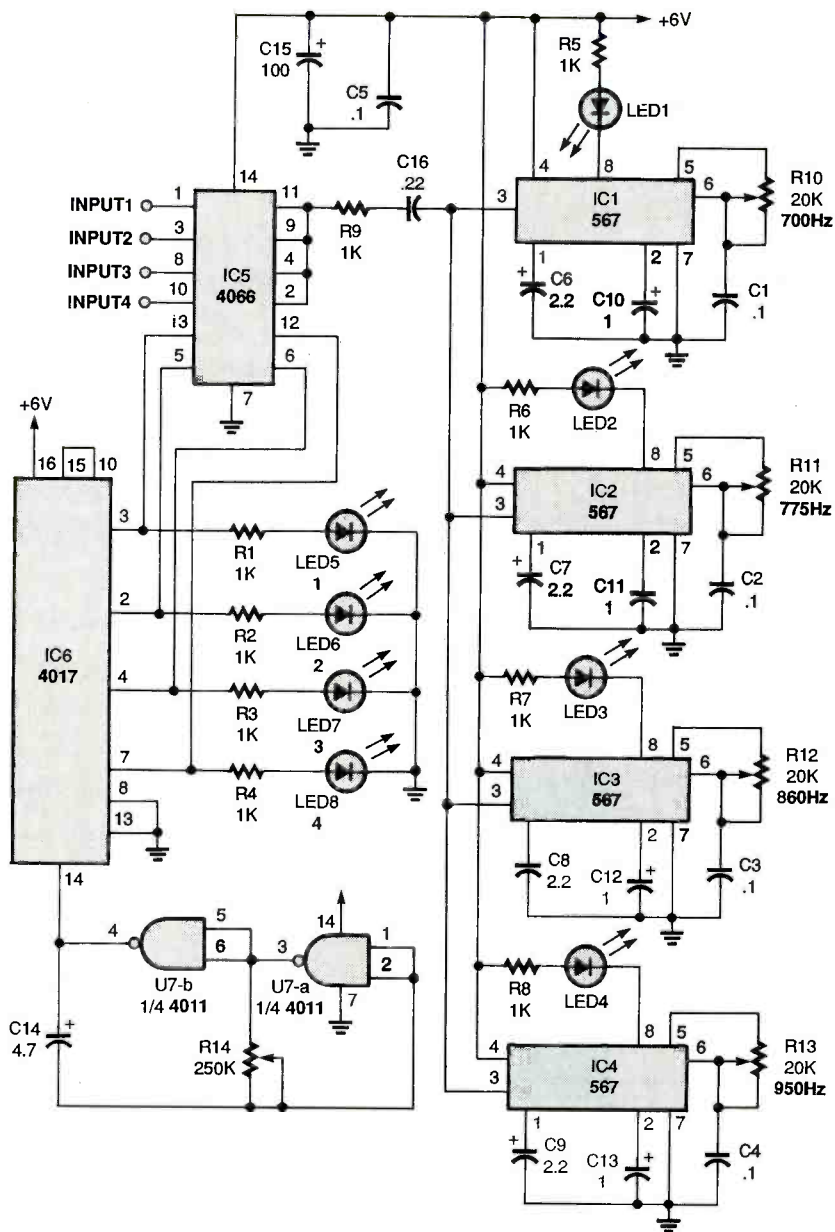 +6V
C15
+
100
C5
.1
R5
1K
LED1
14
INPUT1
1
11
INPUT2
3
9
INPUT3
8
4
INPUT4
10
2
i3
12
5
6
7
IC5
4066
R9
1K
C16
.22
4
8
5
3
6
IC1
567
1
2
7
R10
20K
700Hz
+
C6
2.2
C10
+
1
C1
.1
R6
1K
LED2
8
5
4
6
3
IC2
567
1
2
7
R11
20K
775Hz
+
C7
2.2
C11
1
C2
.1
+6V
16
15
10
3
2
4
7
8
13
14
IC6
4017
R1
1K
LED5
1
R2
1K
LED6
2
R3
1K
LED7
3
R4
1K
LED8
4
R7
1K
LED3
8
5
4
6
3
IC3
567
2
7
R12
20K
860Hz
C8
2.2
C12
+
1
C3
.1
4
5
6
U7-b
1/4 4011
3
14
1
2
7
U7-a
1/4 4011
C14
+
4.7
R14
250K
R8
1K
LED4
8
5
4
6
3
IC4
567
1
2
7
R13
20K
950Hz
+
C9
2.2
C13
+
1
C4
.1